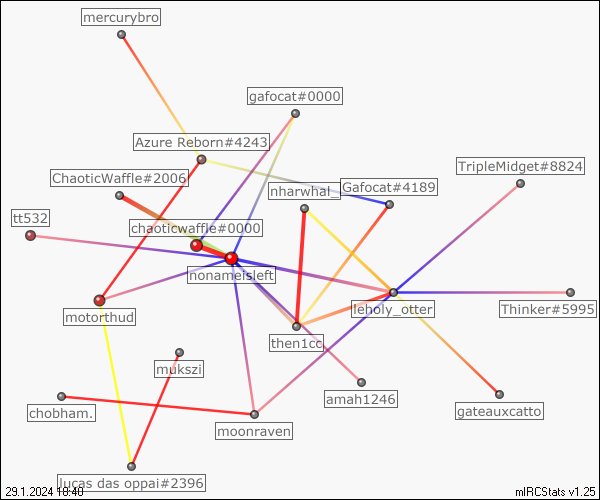 mercurybro
gafocat#0000
Azure Reborn#4243
TripleMidget#8824
ChaoticWaffle#2006
nharwhal_
Gafocat#4189
tt532
chaoticwaffle#0000
nonameisleft
motorthud
leholy_otter
Thinker#5995
then1cc
mukszi
amah1246
chobham.
gateauxcatto
moonraven
lucas das oppai#2396
29.1.2024 10:40
mIRCStats v1.25